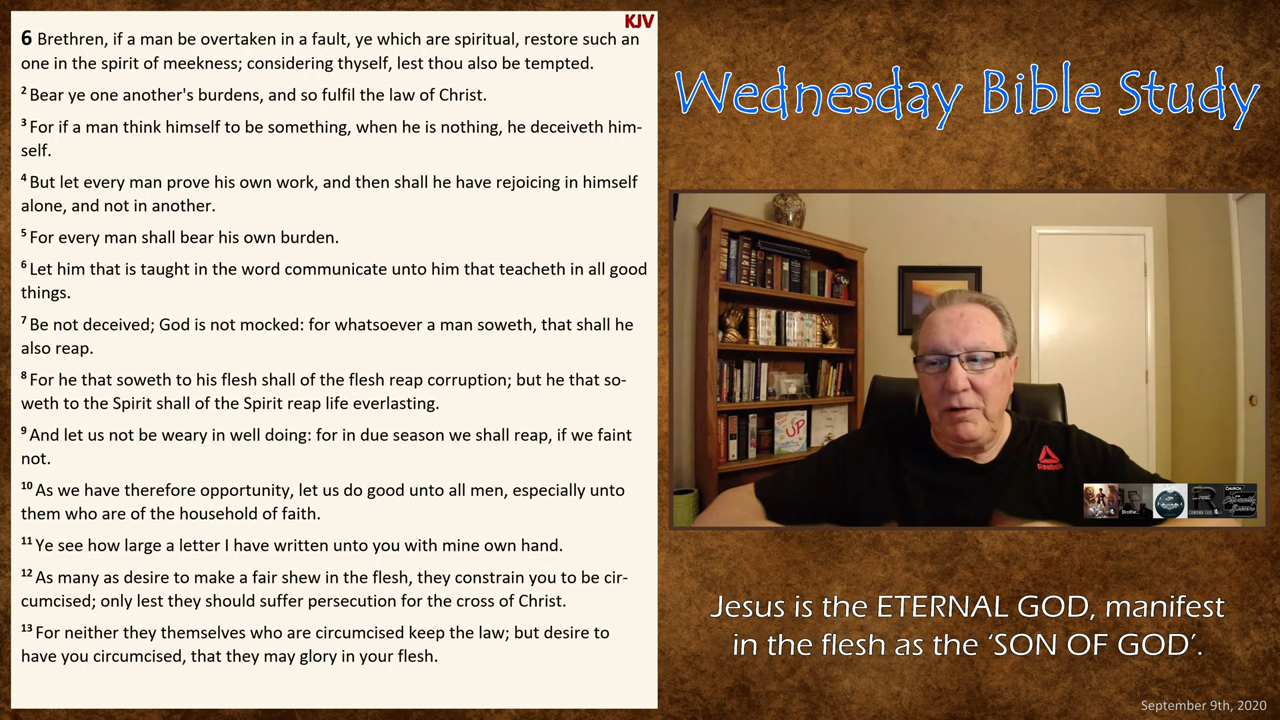 KJV
6 Brethren, if a man be overtaken in a fault, ye which are spiritual, restore such an
one in the spirit of meekness; considering thyself, lest thou also be tempted.
2 Bear ye one another's burdens, and so fulfil the law of Christ.
3 For if a man think himself to be something, when he is nothing, he deceiveth him-
self.
4 But let every man prove his own work, and then shall he have rejoicing in himself
alone, and not in another.
5 For every man shall bear his own burden.
6 Let him that is taught in the word communicate unto him that teacheth in all good
things.
7 Be not deceived; God is not mocked: for whatsoever a man soweth, that shall he
also reap.
8 For he that soweth to his flesh shall of the flesh reap corruption; but he that so-
weth to the Spirit shall of the Spirit reap life everlasting.
9 And let us not be weary in well doing: for in due season we shall reap, if we faint
not.
10 As we have therefore opportunity, let us do good unto all men, especially unto
them who are of the household of faith.
11 Ye see how large a letter I have written unto you with mine own hand.
12 As many as desire to make a fair shew in the flesh, they constrain you to be cir-
cumcised; only lest they should suffer persecution for the cross of Christ.
13 For neither they themselves who are circumcised keep the law; but desire to
have you circumcised, that they may glory in your flesh.
Wednesday Bible Study
UP
Reebok
Brothe...
Jesus is the ETERNAL GOD, manifest
in the flesh as the ‘SON OF GOD’.
September 9th, 2020